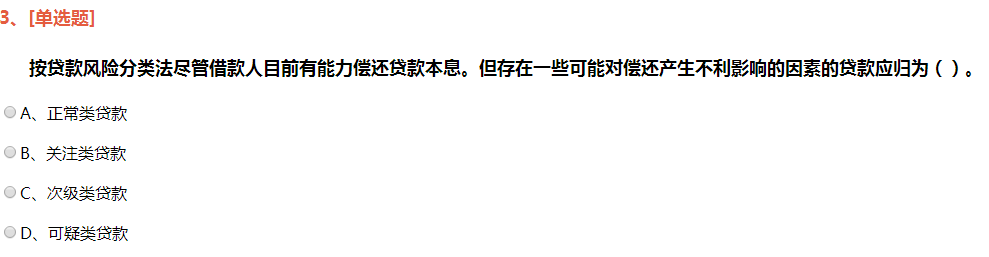 3、[单选题]
按贷款风险分类法尽管借款人目前有能力偿还贷款本息。但存在一些可能对偿还产生不利影响的因素的贷款应归为 ( ) 。
A、正常类贷款
B、关注类贷款
C、次级类贷款
D、可疑类贷款